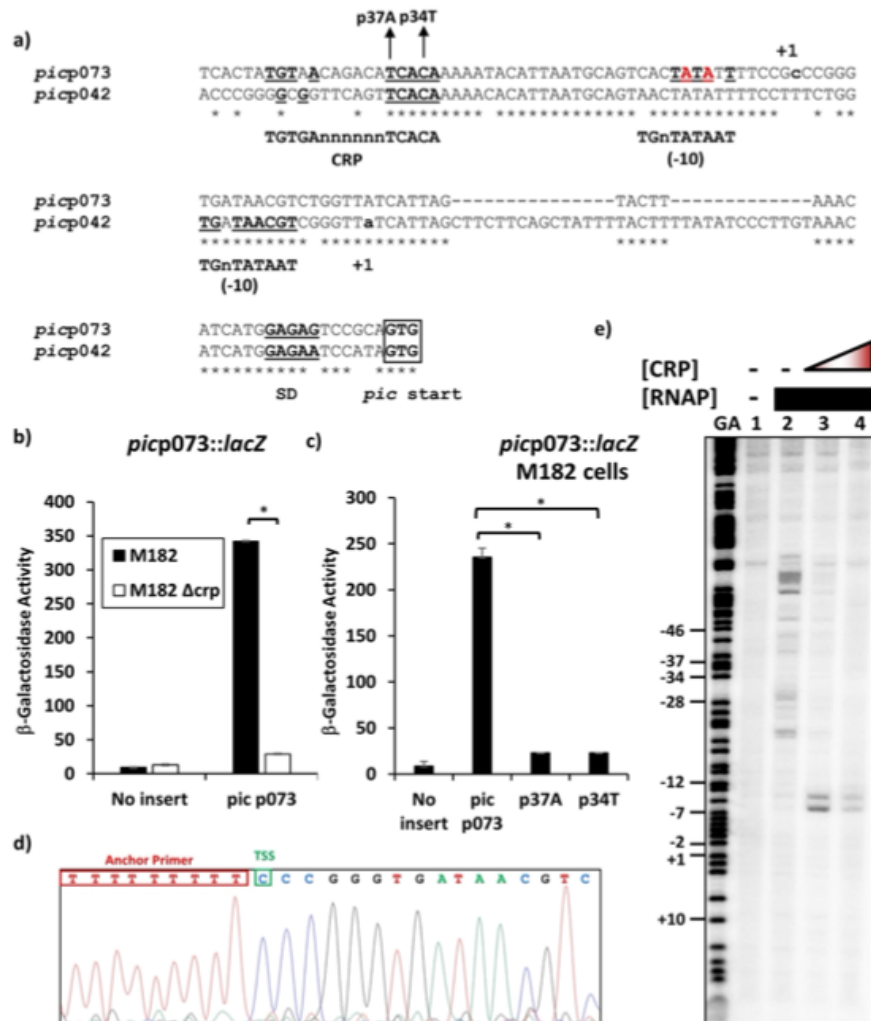 p37A p34T
a)
+1
picp073 TCACTATGTAACAGACATCACAAAAATACATTAATGCAGTCACTATATTTTCCGcCCGGG
picp042 ACCCGGGGCGGTTCAGTTCACAAAAACACATTAATGCAGTAACTATATTTTCCTTTCTGG
TGTGAnnnnnnTCACA TGnTATAAT
CRP (-10)
picp073 TGATAACGTCTGGTTATCATTAG---------------TACTT-------------AAAC
picp042 TGATAACGTCGGGTTaTCATTAGCTTCTTCAGCTATTTTACTTTTATATCCCTTGTAAAC
TGnTATAAT +1
(-10)
picp073 ATCATGGAGAGTCCGCAGTG
picp042 ATCATGGAGAATCCATAGTG
****************** *** ****
SD pic start
b)
picp073::lacZ
β-Galactosidase Activity
400
350
300
250
200
150
100
50
0
M182
M182 Δcrp
*
No insert pic p073
c)
picp073::lacZ
M182 cells
β-Galactosidase Activity
300
250
200
150
100
50
0
*
*
No insert
pic p073
p37A
p34T
d)
Anchor Primer TSS
T T T T T T T T C C C G G G T G A T A A C G T C
e)
[CRP] - -
[RNAP] -
GA 1 2 3 4
-46
-37
-34
-28
-12
-7
-2
+1
+10